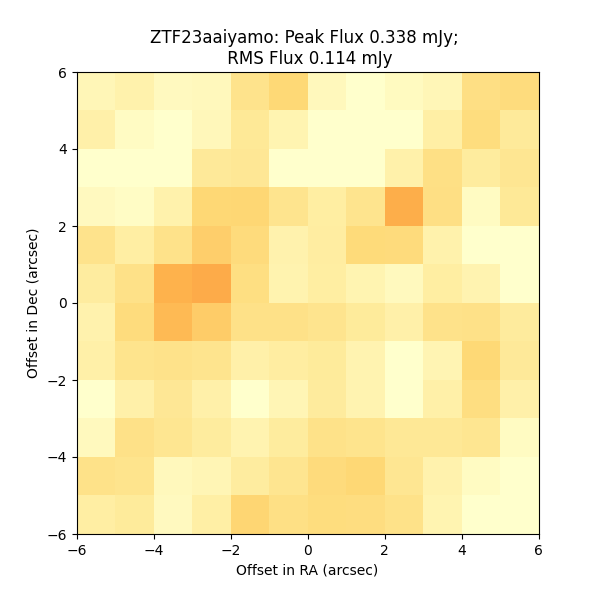 ZTF23aaiyamo: Peak Flux 0.338 mJy;
RMS Flux 0.114 mJy
6
4
2
0
−2
−4
−6
Offset in Dec (arcsec)
−6 −4 −2 0 2 4 6
Offset in RA (arcsec)